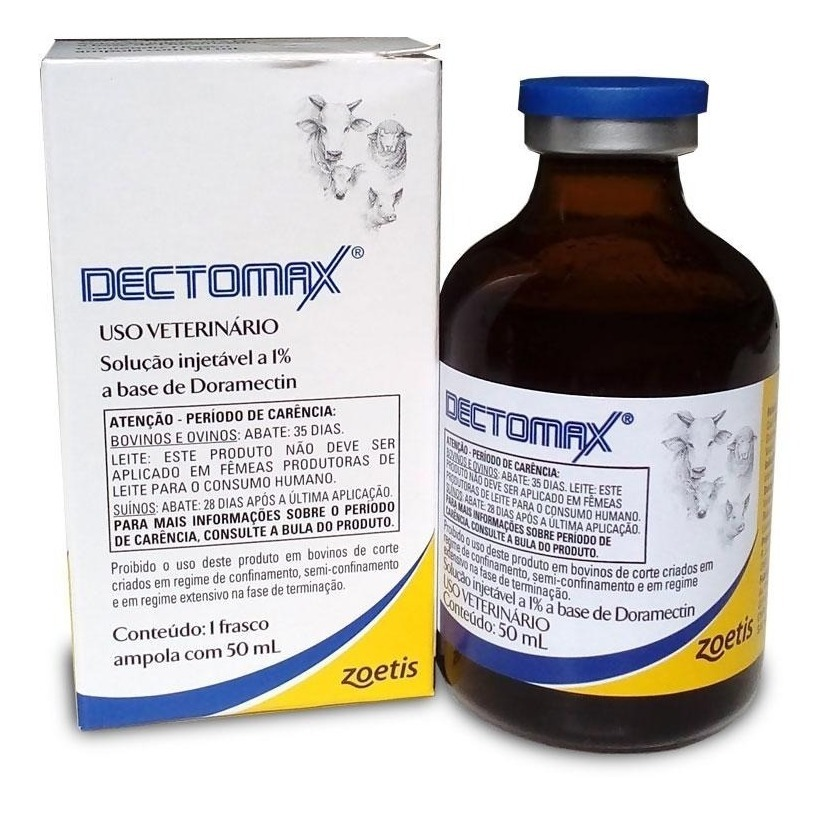 DECTOMAX®
USO VETERINÁRIO
Solução injetável a 1%
a base de Doramectin
ATENÇÃO - PERÍODO DE CARÊNCIA:
BOVINOS E OVINOS: ABATE: 35 DIAS.
LEITE: ESTE PRODUTO NÃO DEVE SER
APLICADO EM FÊMEAS PRODUTORAS DE
LEITE PARA O CONSUMO HUMANO.
SUÍNOS: ABATE: 28 DIAS APÓS A ÚLTIMA APLICAÇÃO.
PARA MAIS INFORMAÇÕES SOBRE O PERÍODO
DE CARÊNCIA, CONSULTE A BULA DO PRODUTO.
Proibido o uso deste produto em bovinos de corte
criados em regime de confinamento, semi-confinamento
e em regime extensivo na fase de terminação.
Conteúdo: 1 frasco
ampola com 50 mL
zoetis
DECTOMAX®
ATENÇÃO - PERÍODO DE CARÊNCIA:
BOVINOS E OVINOS: ABATE: 35 DIAS. LEITE: ESTE
PRODUTO NÃO DEVE SER APLICADO EM FÊMEAS
PRODUTORAS DE LEITE PARA O CONSUMO HUMANO.
SUÍNOS: ABATE: 28 DIAS APÓS A ÚLTIMA APLICAÇÃO.
PARA MAIS INFORMAÇÕES SOBRE PERÍODO DE
CARÊNCIA, CONSULTE A BULA DO PRODUTO.
Proibido o uso deste produto em bovinos de corte criados em
regime de confinamento, semi-confinamento e em regime
extensivo na fase de terminação.
Solução injetável a 1% a base de Doramectin
USO VETERINÁRIO
Conteúdo: 50 mL
zoetis